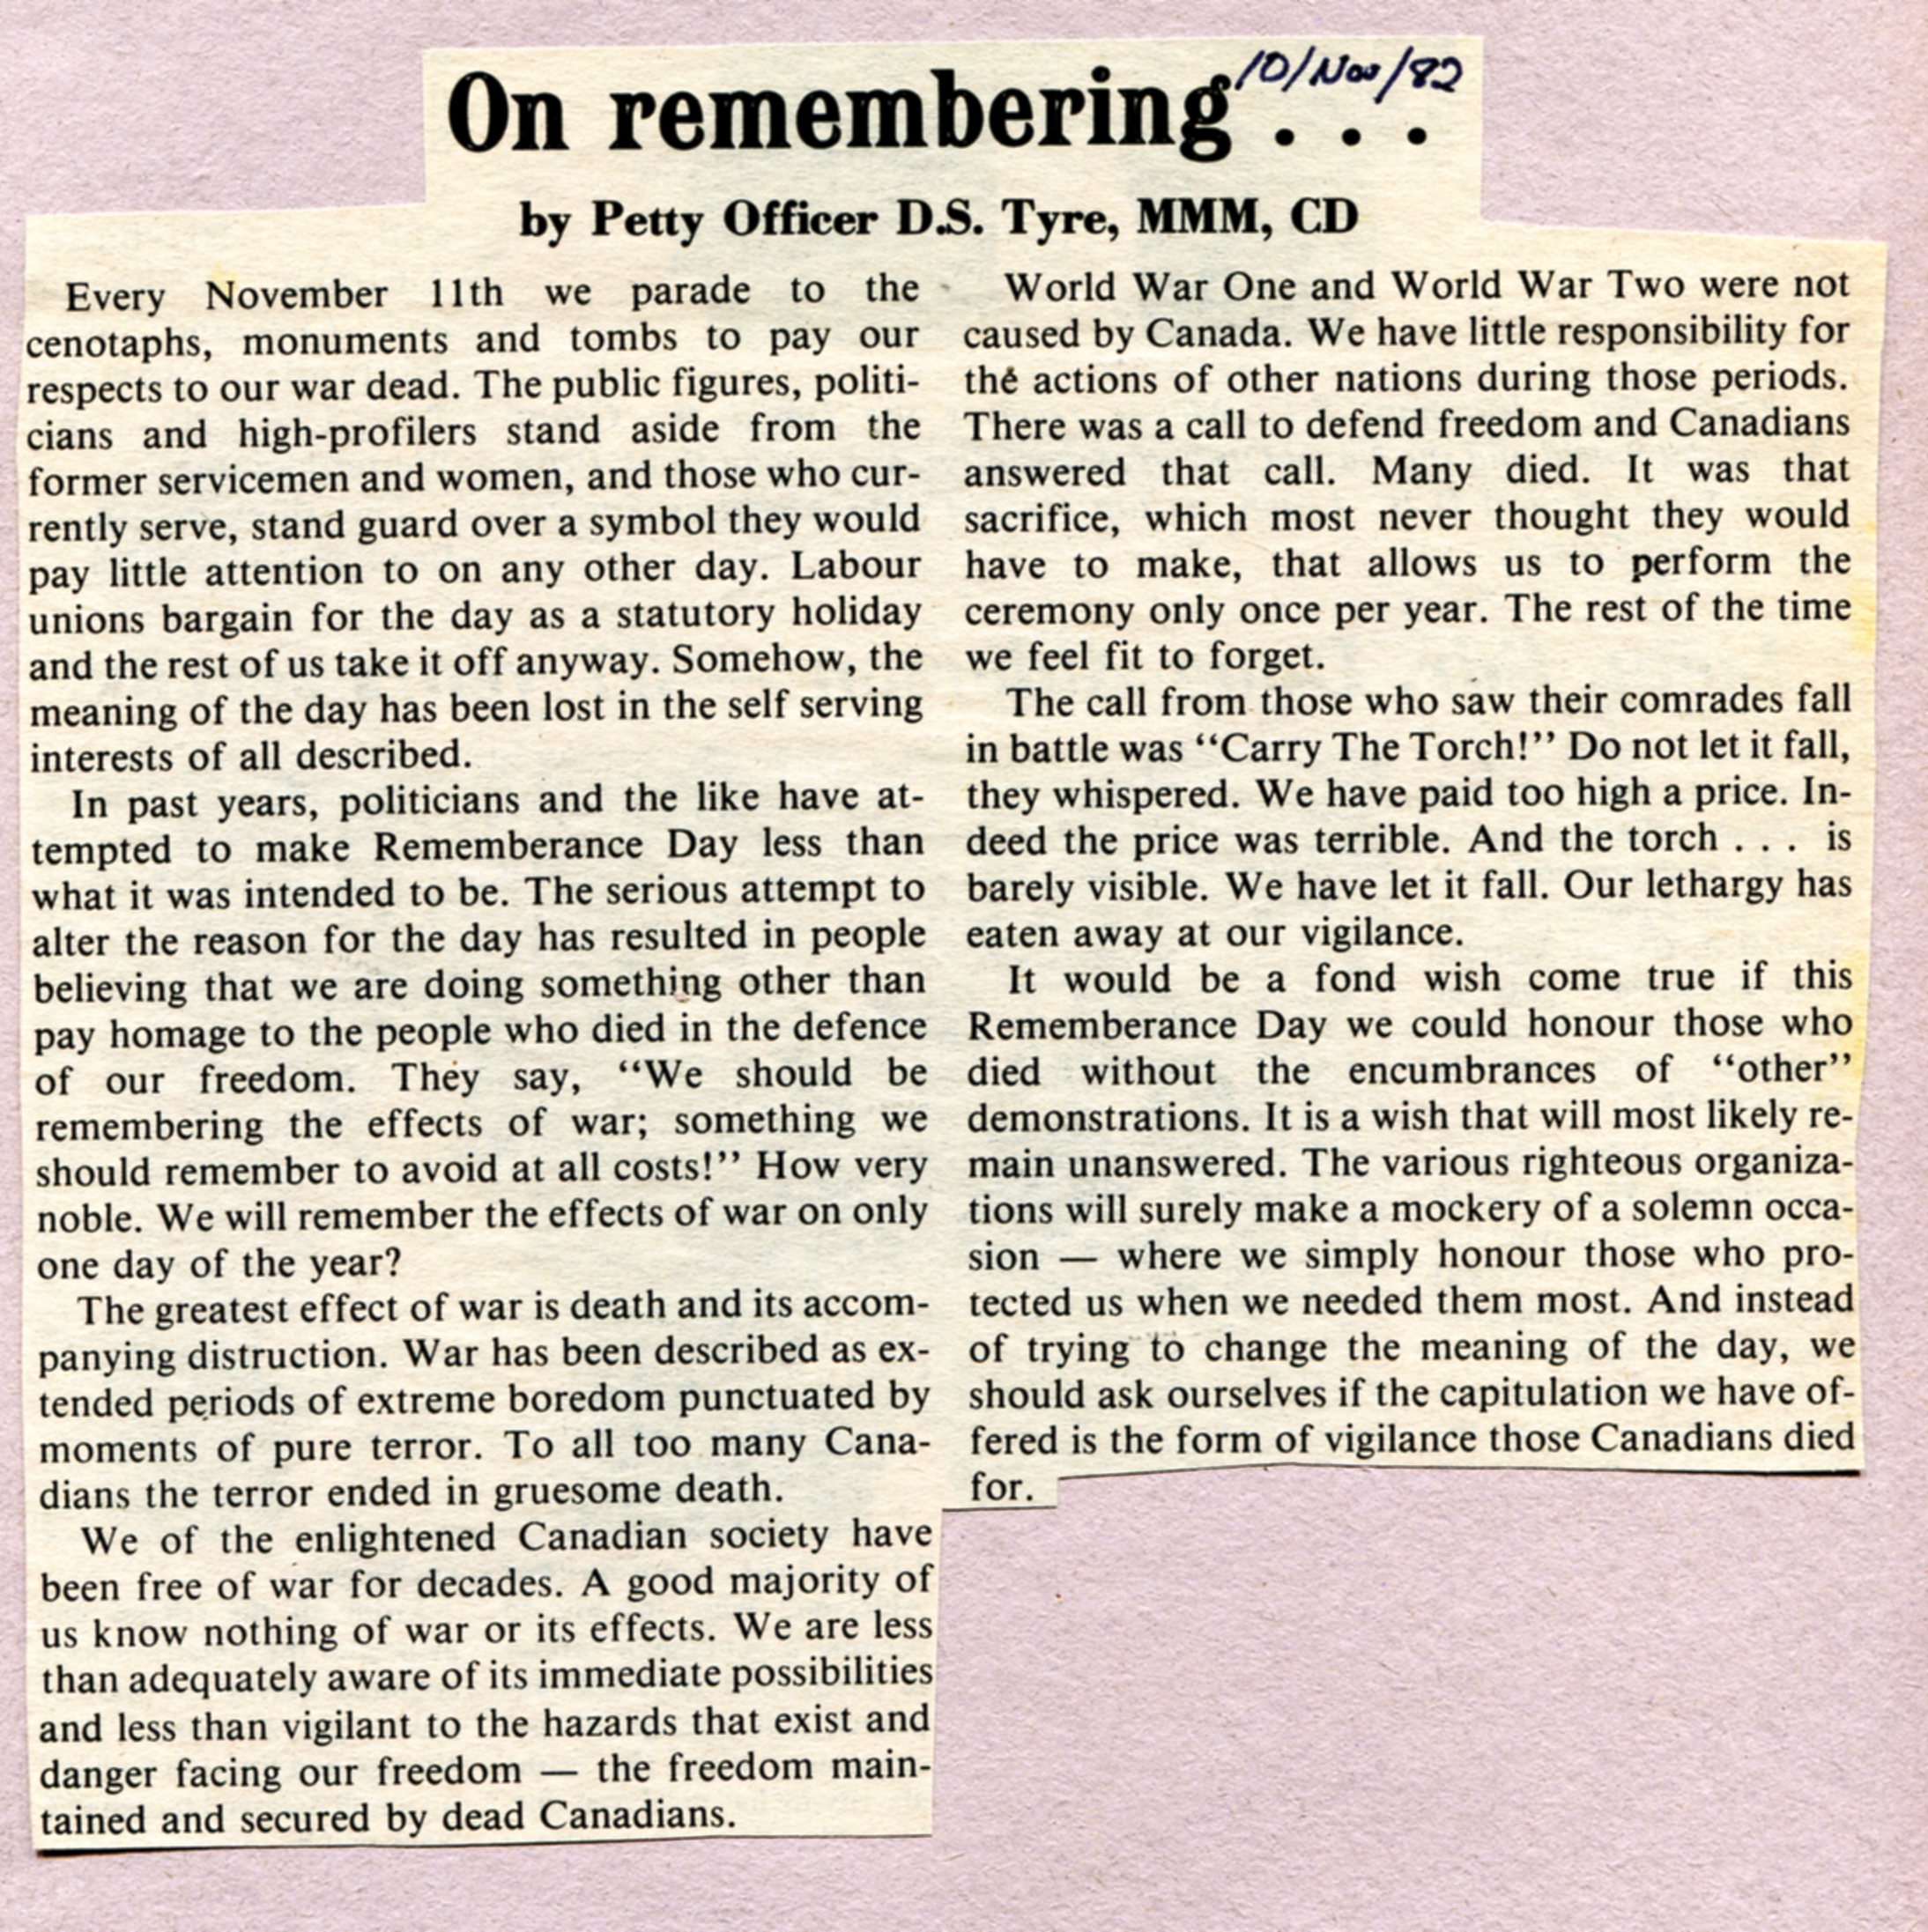 On remembering . . .
10/Nov/82
by Petty Officer D.S. Tyre, MMM, CD
Every November 11th we parade to the
cenotaphs, monuments and tombs to pay our
respects to our war dead. The public figures, politi-
cians and high-profilers stand aside from the
former servicemen and women, and those who cur-
rently serve, stand guard over a symbol they would
pay little attention to on any other day. Labour
unions bargain for the day as a statutory holiday
and the rest of us take it off anyway. Somehow, the
meaning of the day has been lost in the self serving
interests of all described.
In past years, politicians and the like have at-
tempted to make Rememberance Day less than
what it was intended to be. The serious attempt to
alter the reason for the day has resulted in people
believing that we are doing something other than
pay homage to the people who died in the defence
of our freedom. They say, “We should be
remembering the effects of war; something we
should remember to avoid at all costs!” How very
noble. We will remember the effects of war on only
one day of the year?
The greatest effect of war is death and its accom-
panying distruction. War has been described as ex-
tended periods of extreme boredom punctuated by
moments of pure terror. To all too many Cana-
dians the terror ended in gruesome death.
We of the enlightened Canadian society have
been free of war for decades. A good majority of
us know nothing of war or its effects. We are less
than adequately aware of its immediate possibilities
and less than vigilant to the hazards that exist and
danger facing our freedom — the freedom main-
tained and secured by dead Canadians.
World War One and World War Two were not
caused by Canada. We have little responsibility for
the actions of other nations during those periods.
There was a call to defend freedom and Canadians
answered that call. Many died. It was that
sacrifice, which most never thought they would
have to make, that allows us to perform the
ceremony only once per year. The rest of the time
we feel fit to forget.
The call from those who saw their comrades fall
in battle was “Carry The Torch!” Do not let it fall,
they whispered. We have paid too high a price. In-
deed the price was terrible. And the torch . . . is
barely visible. We have let it fall. Our lethargy has
eaten away at our vigilance.
It would be a fond wish come true if this
Rememberance Day we could honour those who
died without the encumbrances of “other”
demonstrations. It is a wish that will most likely re-
main unanswered. The various righteous organiza-
tions will surely make a mockery of a solemn occa-
sion — where we simply honour those who pro-
tected us when we needed them most. And instead
of trying to change the meaning of the day, we
should ask ourselves if the capitulation we have of-
fered is the form of vigilance those Canadians died
for.